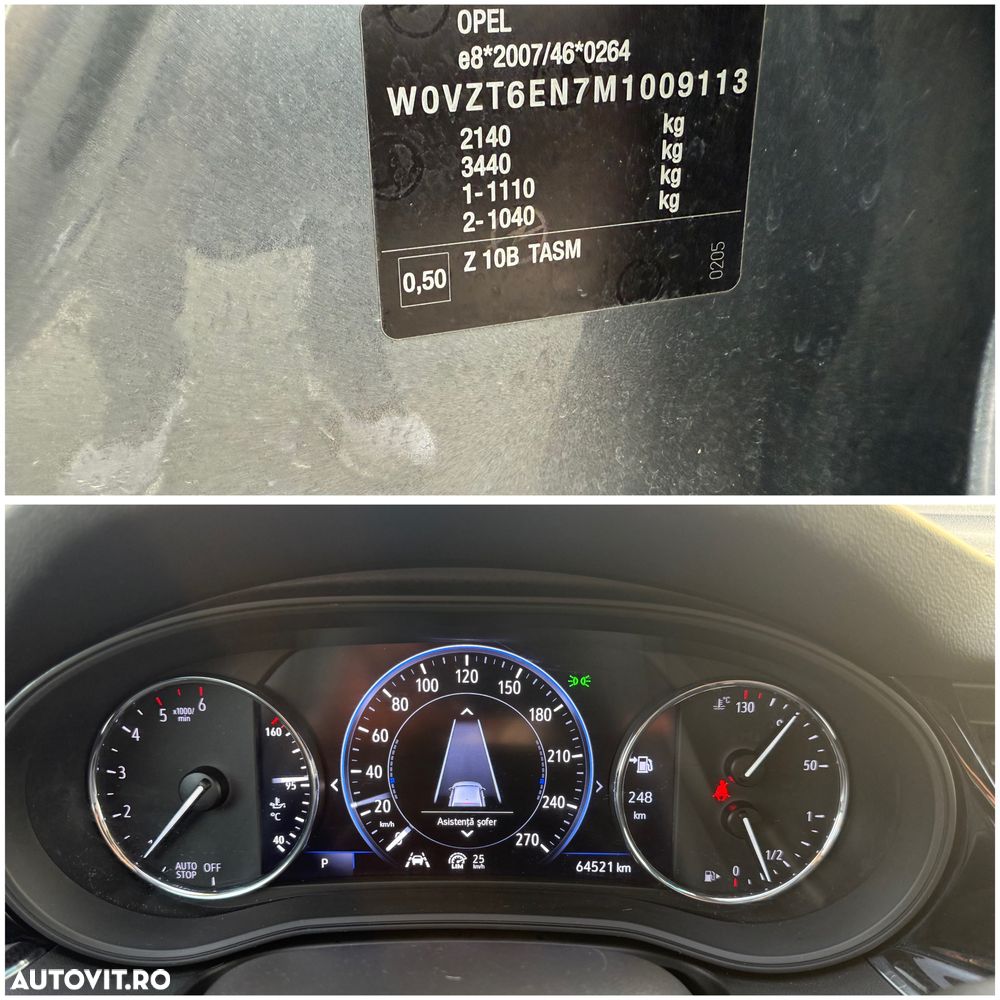 OPEL
e8*2007/46*0264
W0VZT6EN7M1009113
2140 kg
3440 kg
1-1110 kg
2-1040 kg
0,50
Z 10B TASM
0205
2
3
4
5
6
x1000/
min
AUTO
STOP
OFF
160
95
°C
40
0
20
40
60
80
100
120
150
180
210
240
270
km/h
Asistență șofer
P
LIM
25
km/h
64521 km
248
km
°C
130
50
1
1/2
0
AUTOVIT.RO